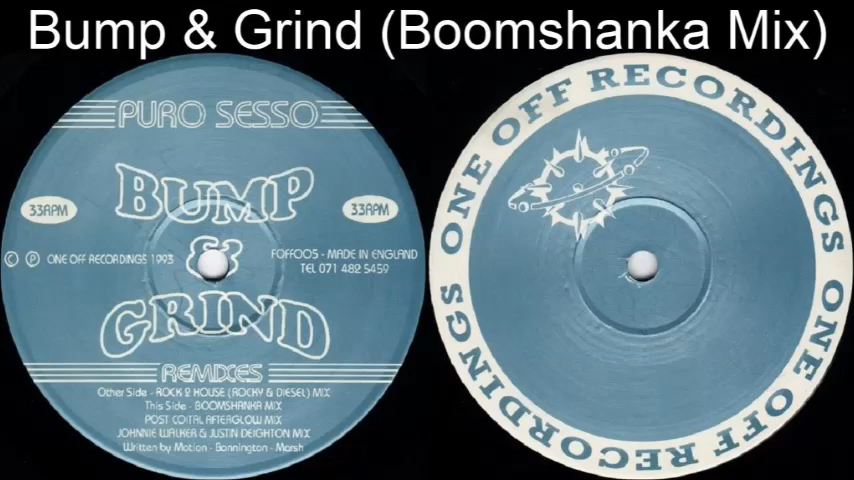 Bump & Grind (Boomshanka Mix)
PURO SESSO
BUMP
33RPM
33RPM
&
© ℗ ONE OFF RECORDINGS 1993
FOFF005 - MADE IN ENGLAND
TEL 071 482 5459
GRIND
REMIXES
Other Side - ROCK 2 HOUSE (ROCKY & DIESEL) MIX
This Side - BOOMSHANKA MIX
POST COITAL AFTERGLOW MIX
JOHNNIE WALKER & JUSTIN DEIGHTON MIX
Written by Motion - Bonnington - Marsh
ONE OFF RECORDINGS ONE OFF RECORDINGS